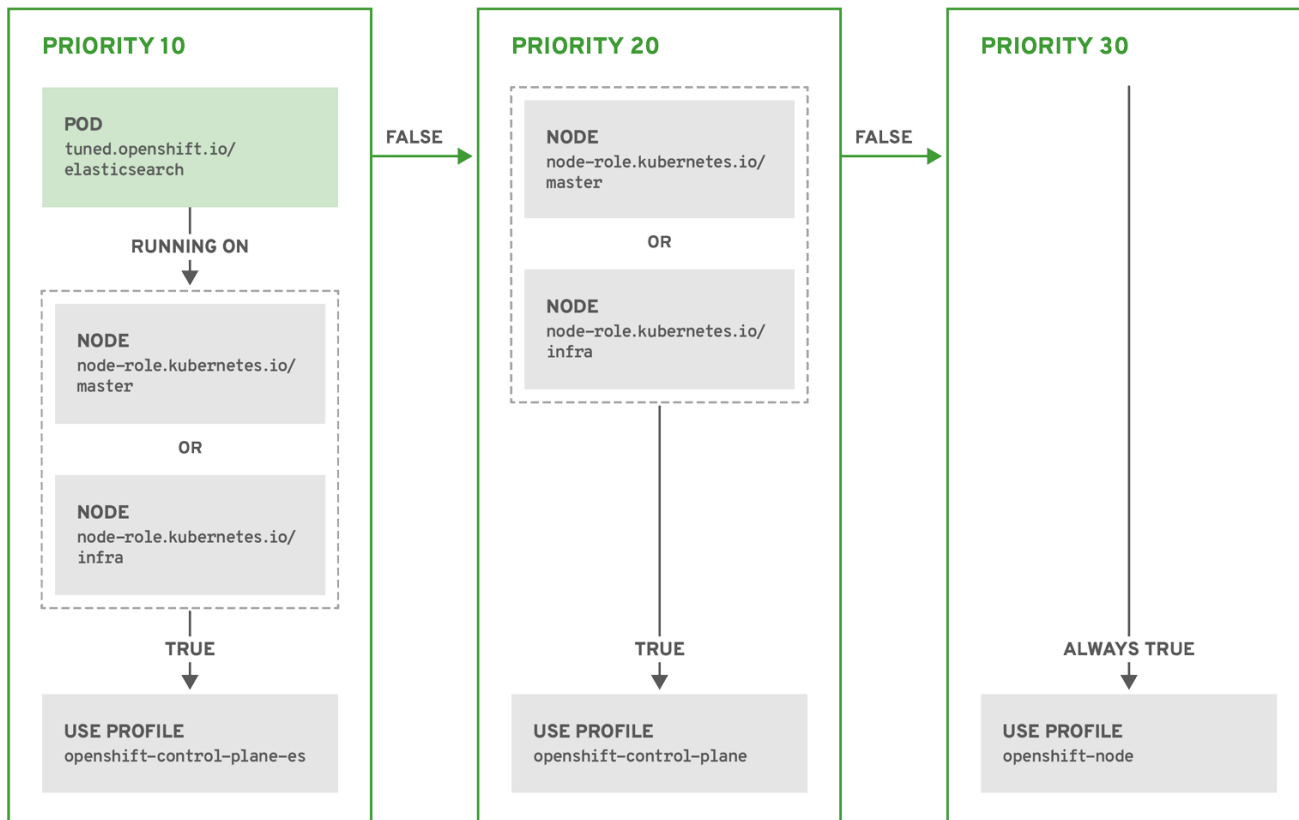 PRIORITY 10
POD
tuned.openshift.io/
elasticsearch
RUNNING ON
NODE
node-role.kubernetes.io/
master
OR
NODE
node-role.kubernetes.io/
infra
TRUE
USE PROFILE
openshift-control-plane-es
FALSE
PRIORITY 20
NODE
node-role.kubernetes.io/
master
OR
NODE
node-role.kubernetes.io/
infra
TRUE
USE PROFILE
openshift-control-plane
FALSE
PRIORITY 30
ALWAYS TRUE
USE PROFILE
openshift-node